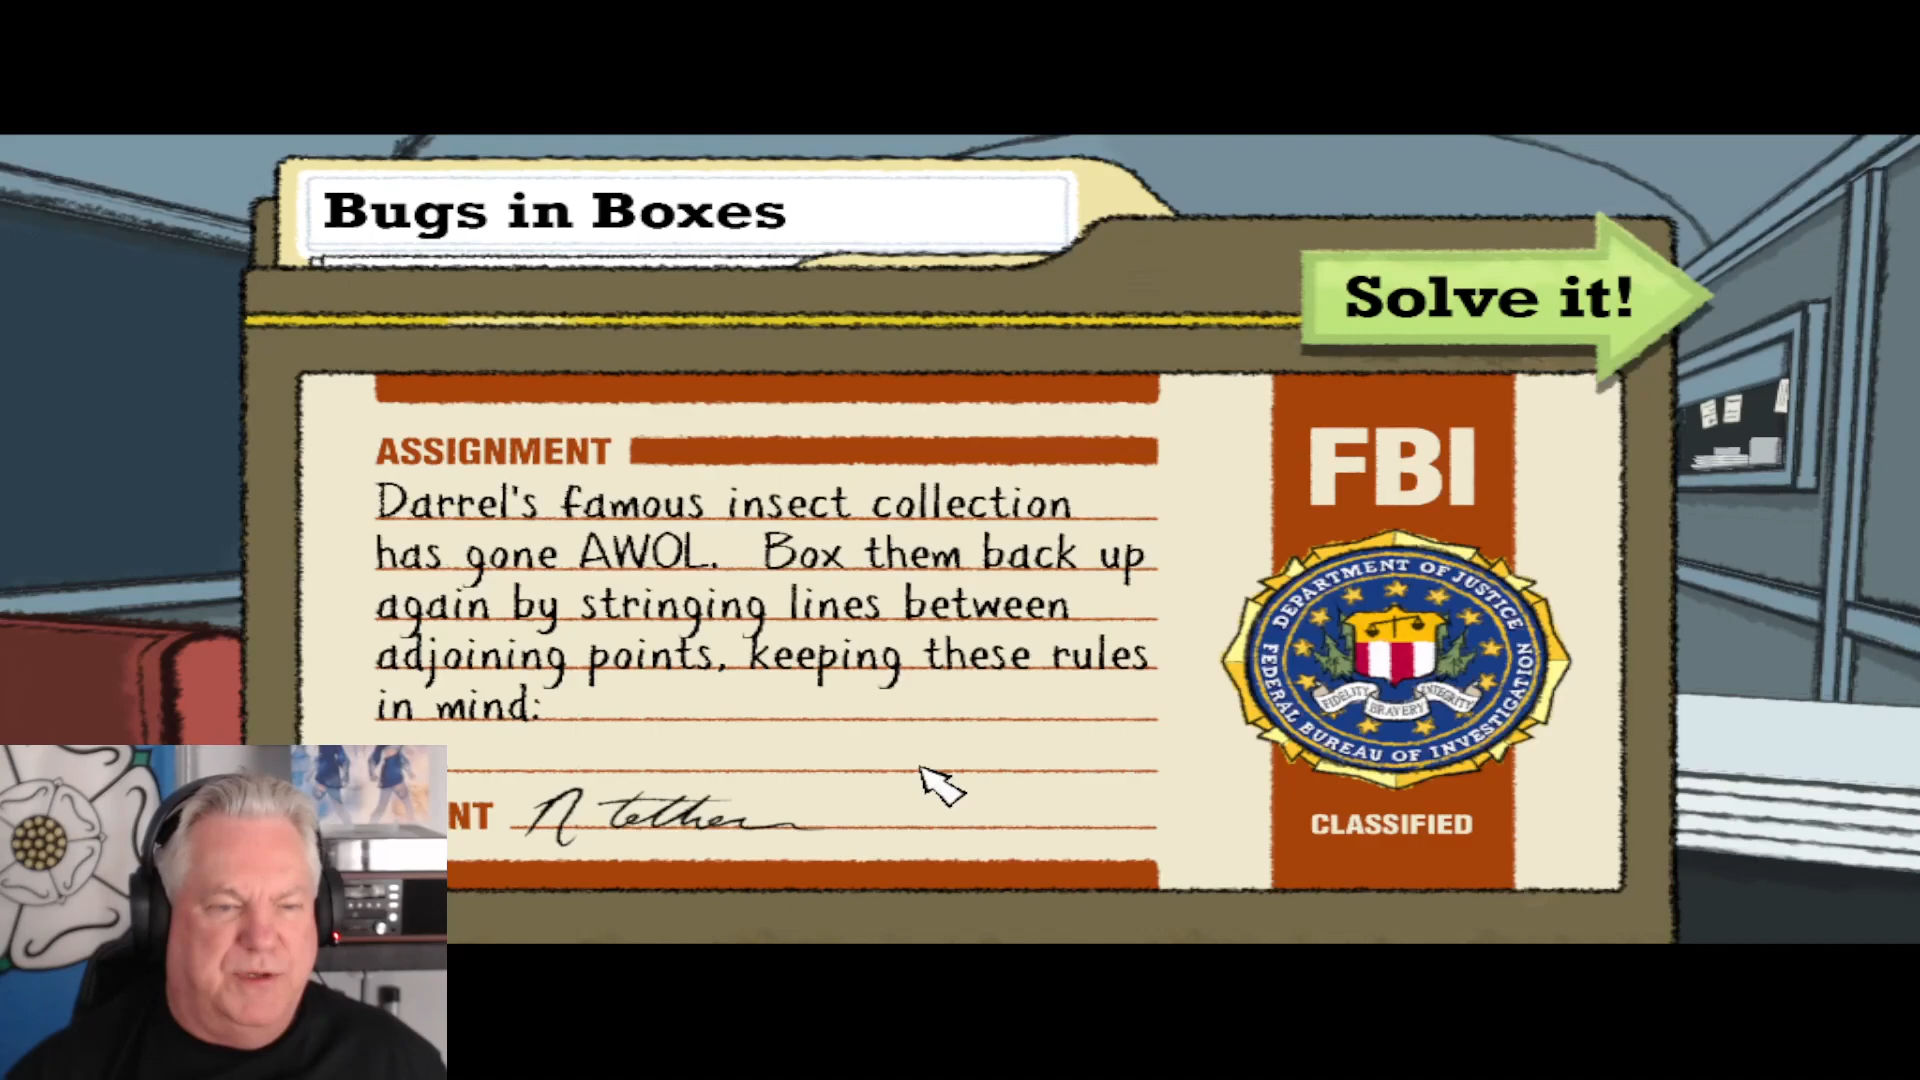 Bugs in Boxes
Solve it!
ASSIGNMENT
Darrel's famous insect collection
has gone AWOL. Box them back up
again by stringing lines between
adjoining points, keeping these rules
in mind:
NT
FBI
DEPARTMENT OF JUSTICE
FEDERAL BUREAU OF INVESTIGATION
FIDELITY
BRAVERY
INTEGRITY
CLASSIFIED